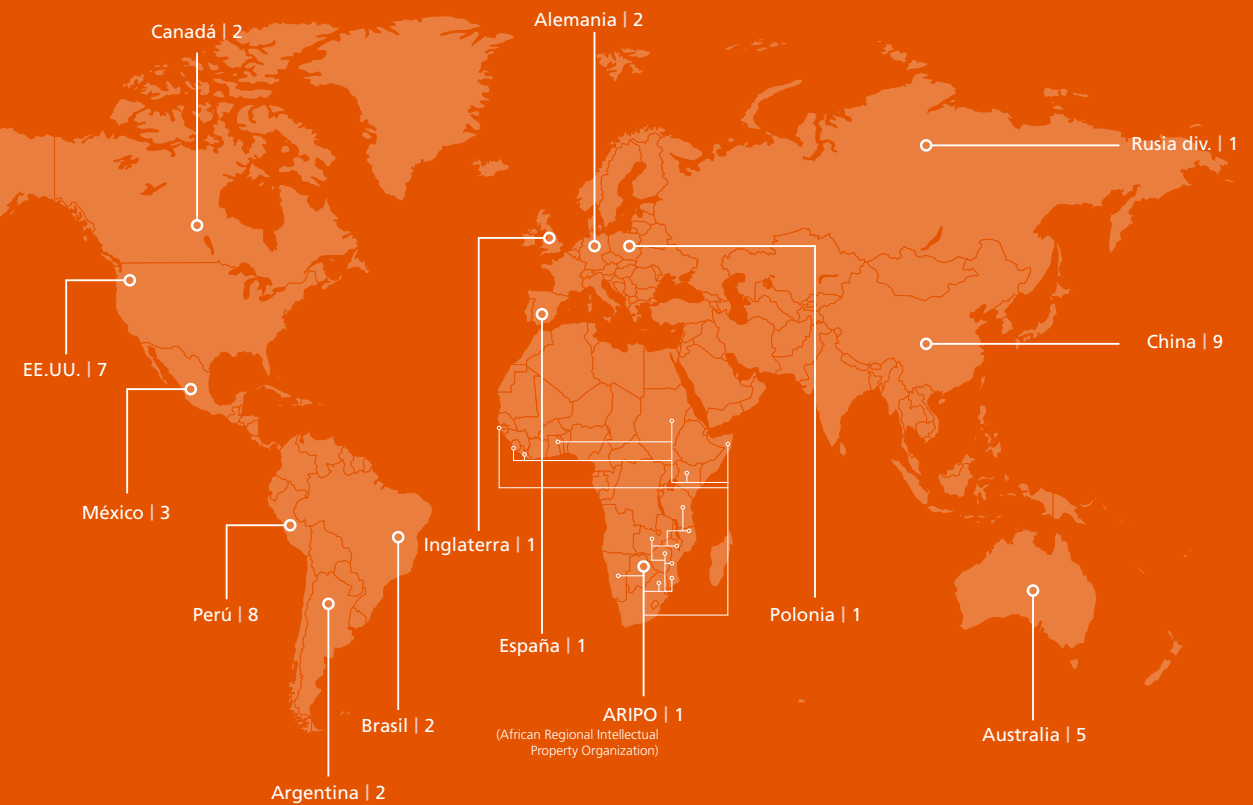 Alemania | 2
Canadá | 2
Rusia div. | 1
China | 9
EE.UU. | 7
México | 3
Inglaterra | 1
Perú | 8
Polonia | 1
España | 1
ARIPO | 1
(African Regional Intellectual
Property Organization)
Brasil | 2
Australia | 5
Argentina | 2